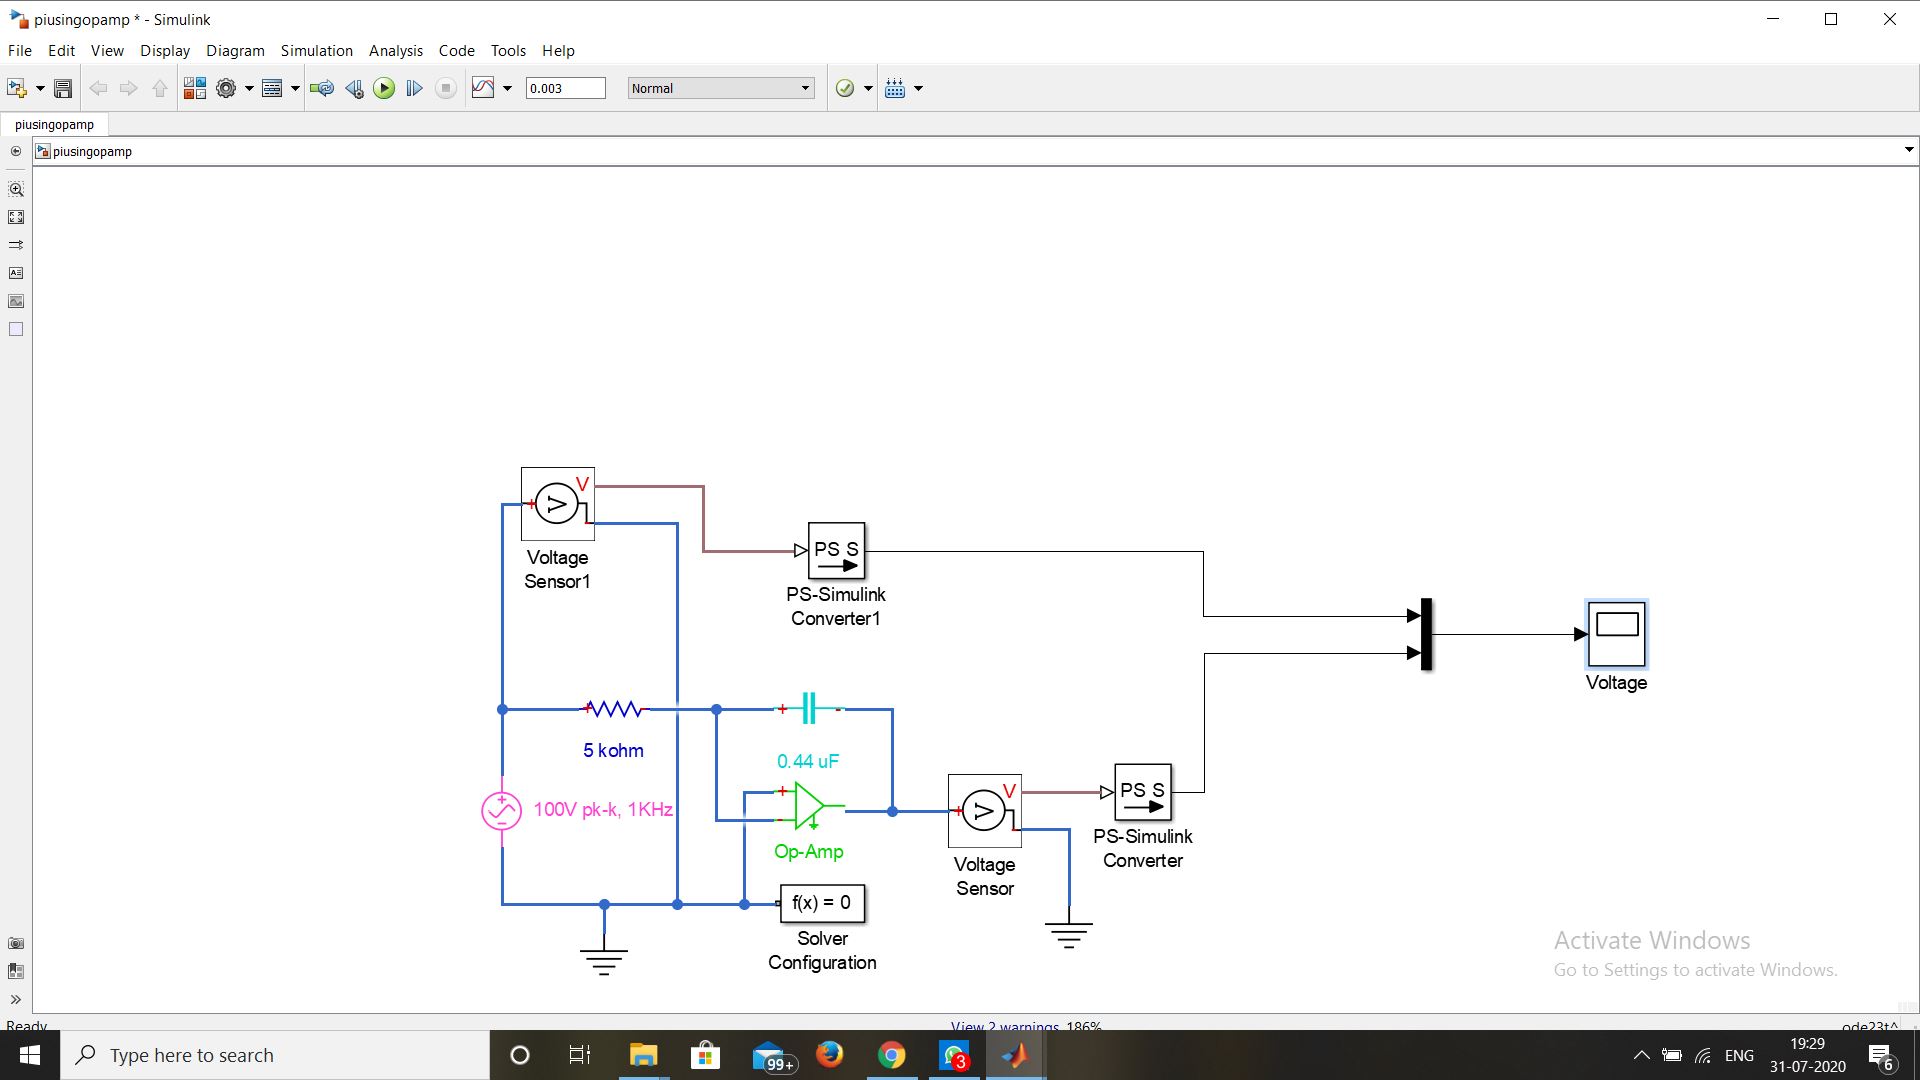 piusingopamp * - Simulink
File Edit View Display Diagram Simulation Analysis Code Tools Help
0.003 Normal
piusingopamp
piusingopamp
V
Voltage
Sensor1
PS S
PS-Simulink
Converter1
Voltage
5 kohm
0.44 uF
100V pk-k, 1KHz
Op-Amp
V
Voltage
Sensor
PS S
PS-Simulink
Converter
f(x) = 0
Solver
Configuration
Activate Windows
Go to Settings to activate Windows.
Ready View 2 warnings 186% ode23t
Type here to search
99+
3
ENG
19:29
31-07-2020
6